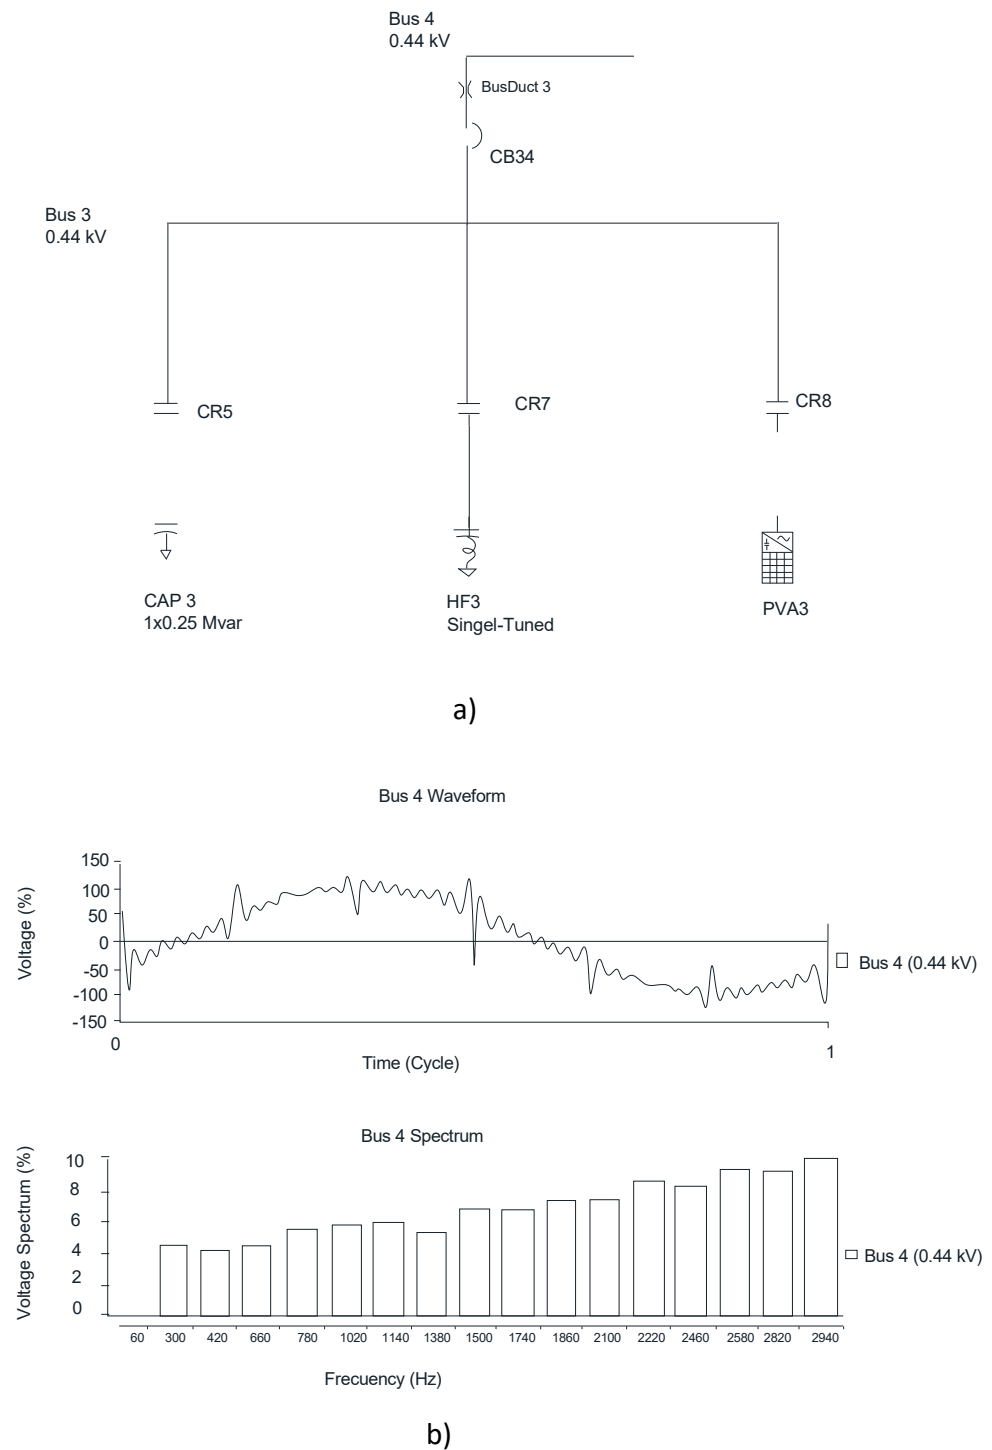 Bus 4
0.44 kV
BusDuct 3
CB34
Bus 3
0.44 kV
CR5
CR7
CR8
CAP 3
1x0.25 Mvar
HF3
Singel-Tuned
PVA3
a)
Bus 4 Waveform
Voltage (%)
150
100
50
0
-50
-100
-150
0
1
Time (Cycle)
Bus 4 (0.44 kV)
Bus 4 Spectrum
Voltage Spectrum (%)
10
8
6
4
2
0
60 300 420 660 780 1020 1140 1380 1500 1740 1860 2100 2220 2460 2580 2820 2940
Bus 4 (0.44 kV)
Frecuency (Hz)
b)